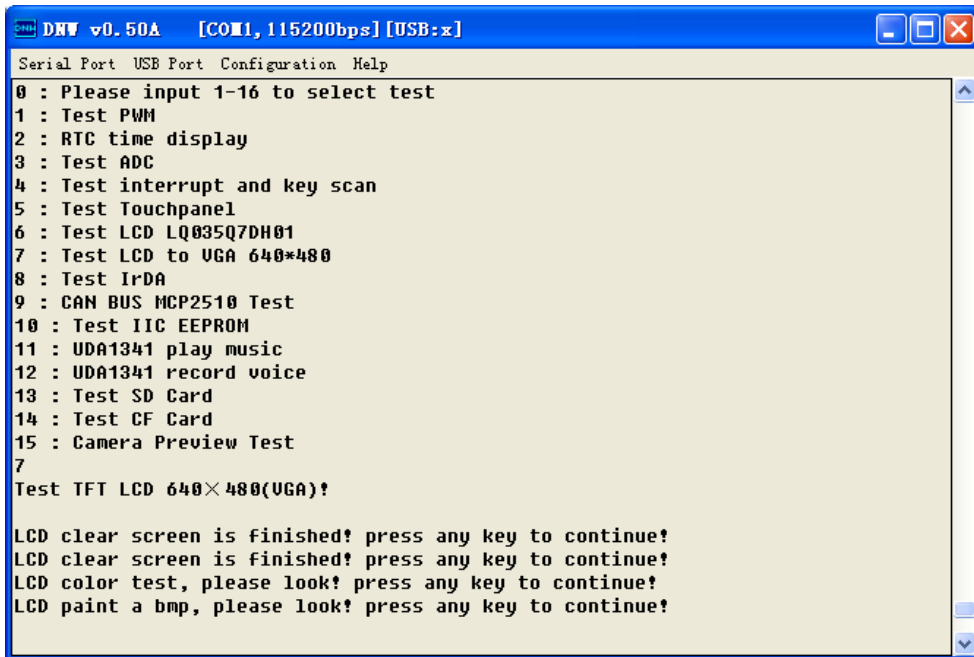 DNW v0.50A [COM1,115200bps][USB:x]
Serial Port USB Port Configuration Help
0 : Please input 1-16 to select test
1 : Test PWM
2 : RTC time display
3 : Test ADC
4 : Test interrupt and key scan
5 : Test Touchpanel
6 : Test LCD LQ035Q7DH01
7 : Test LCD to VGA 640*480
8 : Test IrDA
9 : CAN BUS MCP2510 Test
10 : Test IIC EEPROM
11 : UDA1341 play music
12 : UDA1341 record voice
13 : Test SD Card
14 : Test CF Card
15 : Camera Preview Test
7
Test TFT LCD 640×480(VGA)!
LCD clear screen is finished! press any key to continue!
LCD clear screen is finished! press any key to continue!
LCD color test, please look! press any key to continue!
LCD paint a bmp, please look! press any key to continue!